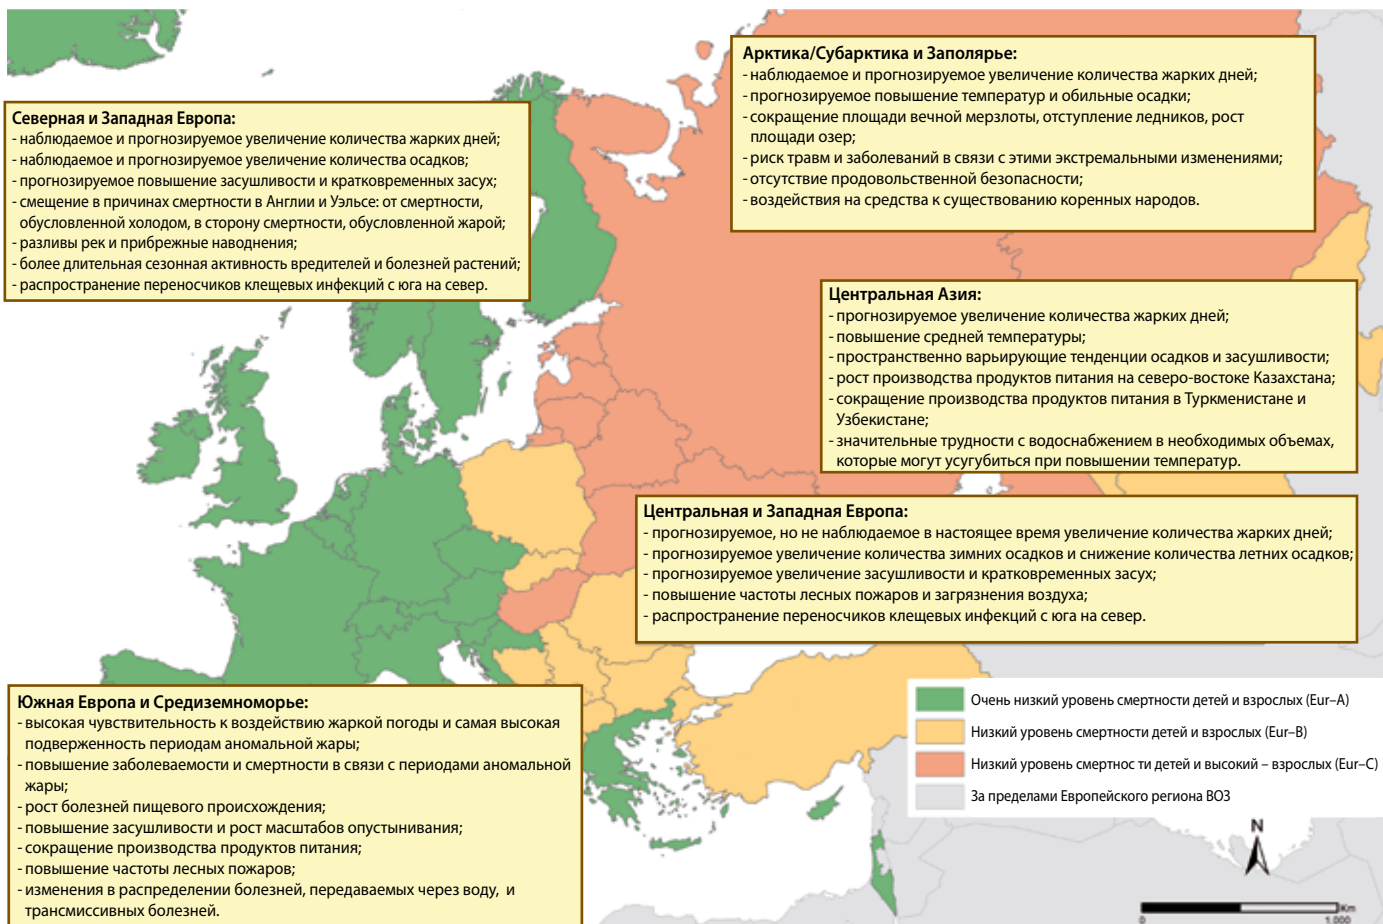 Арктика/Субарктика и Заполярье:
- наблюдаемое и прогнозируемое увеличение количества жарких дней;
- прогнозируемое повышение температур и обильные осадки;
- сокращение площади вечной мерзлоты, отступление ледников, рост
площади озер;
- риск травм и заболеваний в связи с этими экстремальными изменениями;
- отсутствие продовольственной безопасности;
- воздействия на средства к существованию коренных народов.
Северная и Западная Европа:
- наблюдаемое и прогнозируемое увеличение количества жарких дней;
- наблюдаемое и прогнозируемое увеличение количества осадков;
- прогнозируемое повышение засушливости и кратковременных засух;
- смещение в причинах смертности в Англии и Уэльсе: от смертности,
обусловленной холодом, в сторону смертности, обусловленной жарой;
- разливы рек и прибрежные наводнения;
- более длительная сезонная активность вредителей и болезней растений;
- распространение переносчиков клещевых инфекций с юга на север.
Центральная Азия:
- прогнозируемое увеличение количества жарких дней;
- повышение средней температуры;
- пространственно варьирующие тенденции осадков и засушливости;
- рост производства продуктов питания на северо-востоке Казахстана;
- сокращение производства продуктов питания в Туркменистане и
Узбекистане;
- значительные трудности с водоснабжением в необходимых объемах,
которые могут усугубиться при повышении температур.
Центральная и Западная Европа:
- прогнозируемое, но не наблюдаемое в настоящее время увеличение количества жарких дней;
- прогнозируемое увеличение количества зимних осадков и снижение количества летних осадков;
- прогнозируемое увеличение засушливости и кратковременных засух;
- повышение частоты лесных пожаров и загрязнения воздуха;
- распространение переносчиков клещевых инфекций с юга на север.
Южная Европа и Средиземноморье:
- высокая чувствительность к воздействию жаркой погоды и самая высокая
подверженность периодам аномальной жары;
- повышение заболеваемости и смертности в связи с периодами аномальной
жары;
- рост болезней пищевого происхождения;
- повышение засушливости и рост масштабов опустынивания;
- сокращение производства продуктов питания;
- повышение частоты лесных пожаров;
- изменения в распределении болезней, передаваемых через воду, и
трансмиссивных болезней.
Очень низкий уровень смертности детей и взрослых (Eur–A)
Низкий уровень смертности детей и взрослых (Eur–B)
Низкий уровень смертнос ти детей и высокий – взрослых (Eur–C)
За пределами Европейского региона ВОЗ
N
Km
0 1,000